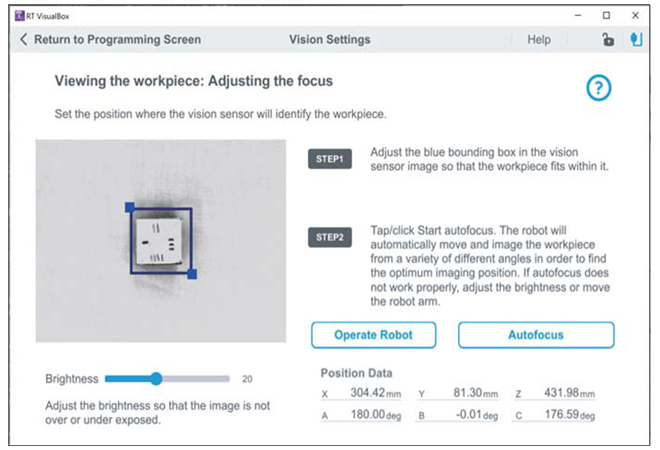 RT VisualBox
Return to Programming Screen
Vision Settings
Help
Viewing the workpiece: Adjusting the focus
?
Set the position where the vision sensor will identify the workpiece.
STEP1
Adjust the blue bounding box in the vision
sensor image so that the workpiece fits within it.
STEP2
Tap/click Start autofocus. The robot will
automatically move and image the workpiece
from a variety of different angles in order to find
the optimum imaging position. If autofocus does
not work properly, adjust the brightness or move
the robot arm.
Operate Robot
Autofocus
Brightness 20
Adjust the brightness so that the image is not
over or under exposed.
Position Data
X 304.42 mm Y 81.30 mm Z 431.98 mm
A 180.00 deg B -0.01 deg C 176.59 deg